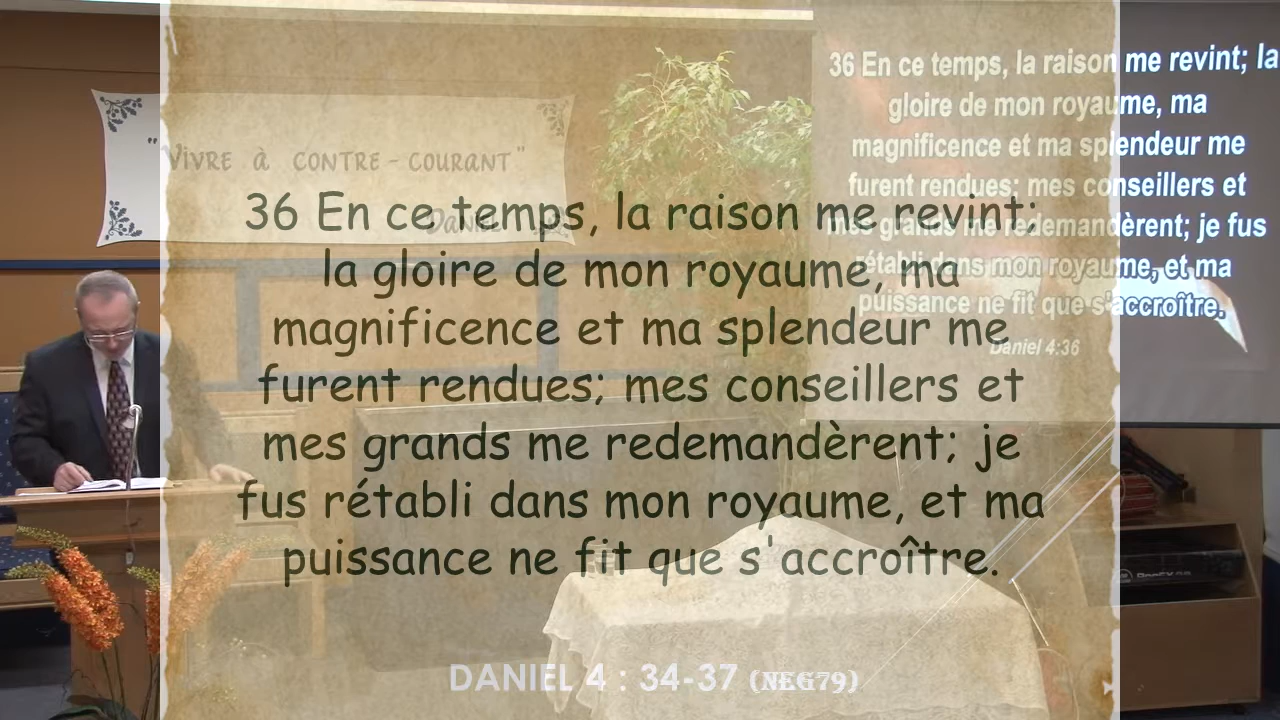 "VIVRE à CONTRE-COURANT"
Daniel
36 En ce temps, la raison me revint; la
gloire de mon royaume, ma
magnificence et ma splendeur me
furent rendues; mes conseillers et
mes grands me redemandèrent; je fus
rétabli dans mon royaume, et ma
puissance ne fit que s'accroître.
Daniel 4:36
36 En ce temps, la raison me revint;
la gloire de mon royaume, ma
magnificence et ma splendeur me
furent rendues; mes conseillers et
mes grands me redemandèrent; je
fus rétabli dans mon royaume, et ma
puissance ne fit que s'accroître.
DANIEL 4 : 34-37 (NEG79)